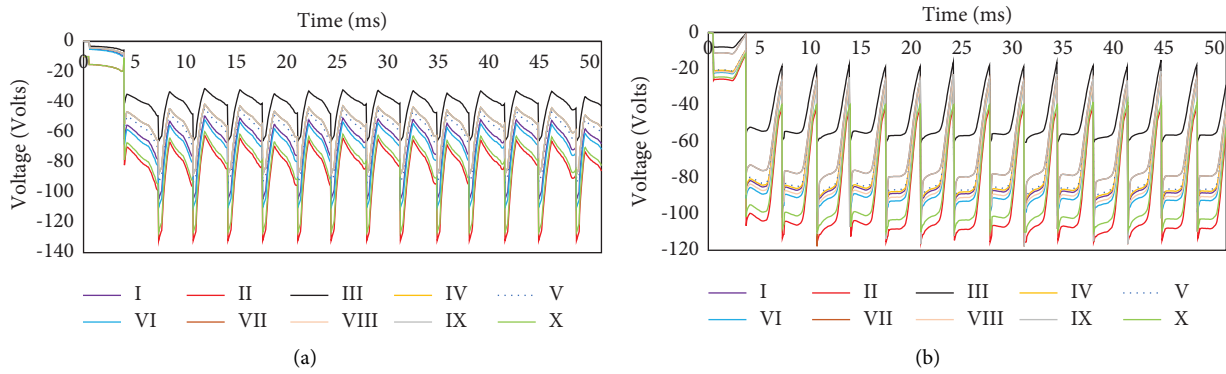 Time (ms)
0
0 5 10 15 20 25 30 35 40 45 50
-20
-40
-60
-80
-100
-120
-140
Voltage (Volts)
I II III IV V
VI VII VIII IX X
(a)
Time (ms)
0
0 5 10 15 20 25 30 35 40 45 50
-20
-40
-60
-80
-100
-120
Voltage (Volts)
I II III IV V
VI VII VIII IX X
(b)